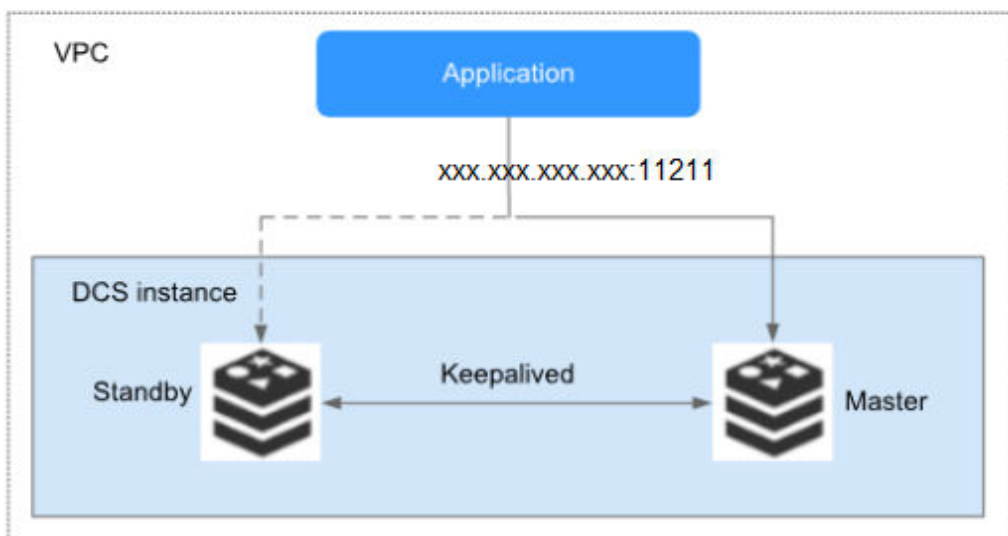 VPC
Application
xxx.xxx.xxx.xxx:11211
DCS instance
Keepalived
Standby
Master